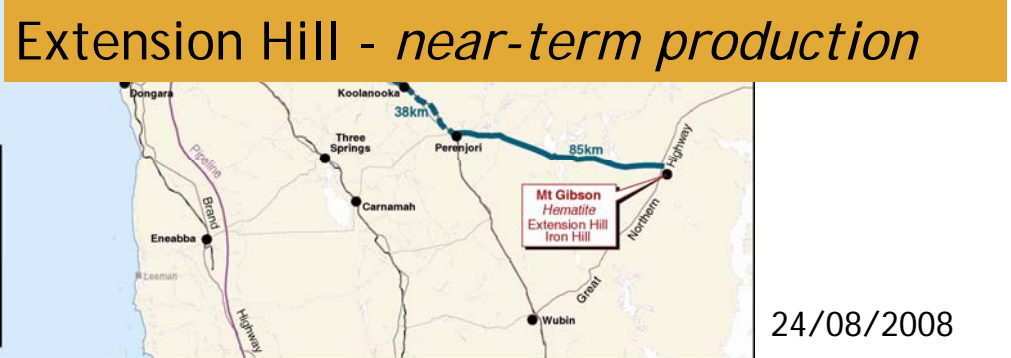 Extension Hill - near-term production
Dongara
Koolanooka
38km
Three
Springs
Perenjori
85km
Highway
Pipeline
Mt Gibson
Hematite
Extension Hill
Iron Hill
Carnamah
Brand
Northern
Eneabba
Leeman
Great
Highway
Wubin
24/08/2008